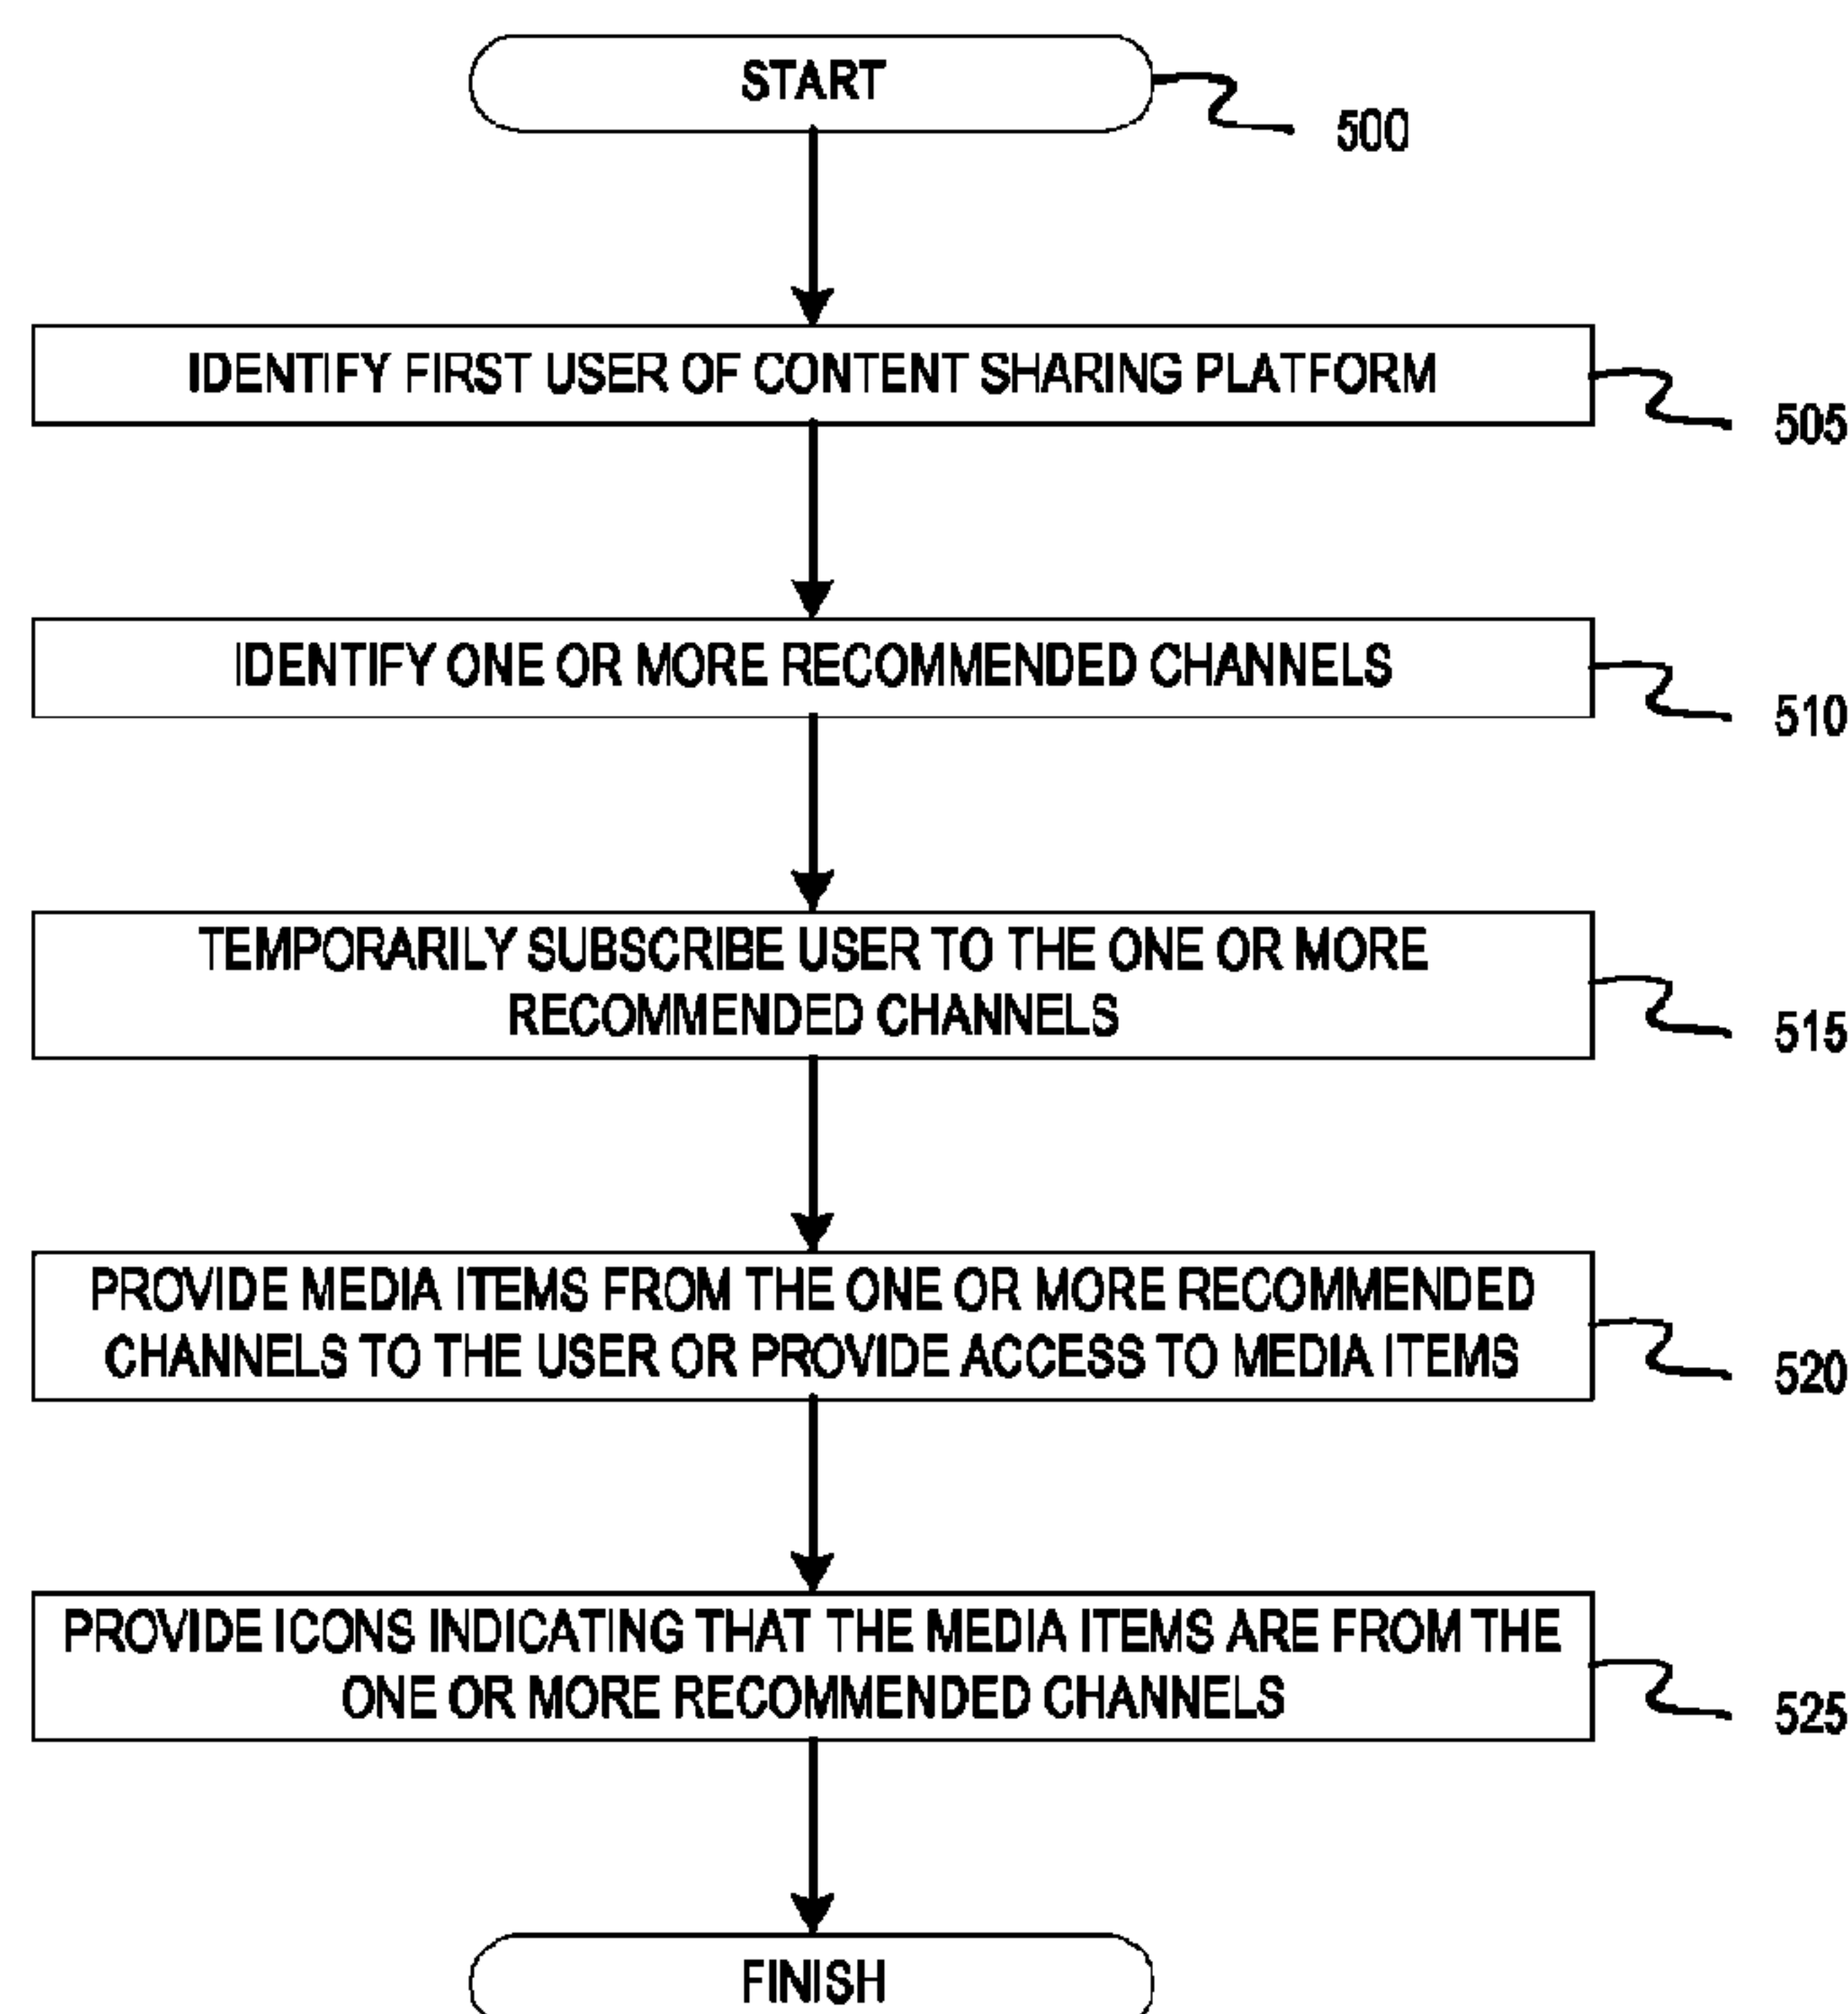 START
500
IDENTIFY FIRST USER OF CONTENT SHARING PLATFORM
505
IDENTIFY ONE OR MORE RECOMMENDED CHANNELS
510
TEMPORARILY SUBSCRIBE USER TO THE ONE OR MORE
RECOMMENDED CHANNELS
515
PROVIDE MEDIA ITEMS FROM THE ONE OR MORE RECOMMENDED
CHANNELS TO THE USER OR PROVIDE ACCESS TO MEDIA ITEMS
520
PROVIDE ICONS INDICATING THAT THE MEDIA ITEMS ARE FROM THE
ONE OR MORE RECOMMENDED CHANNELS
525
FINISH